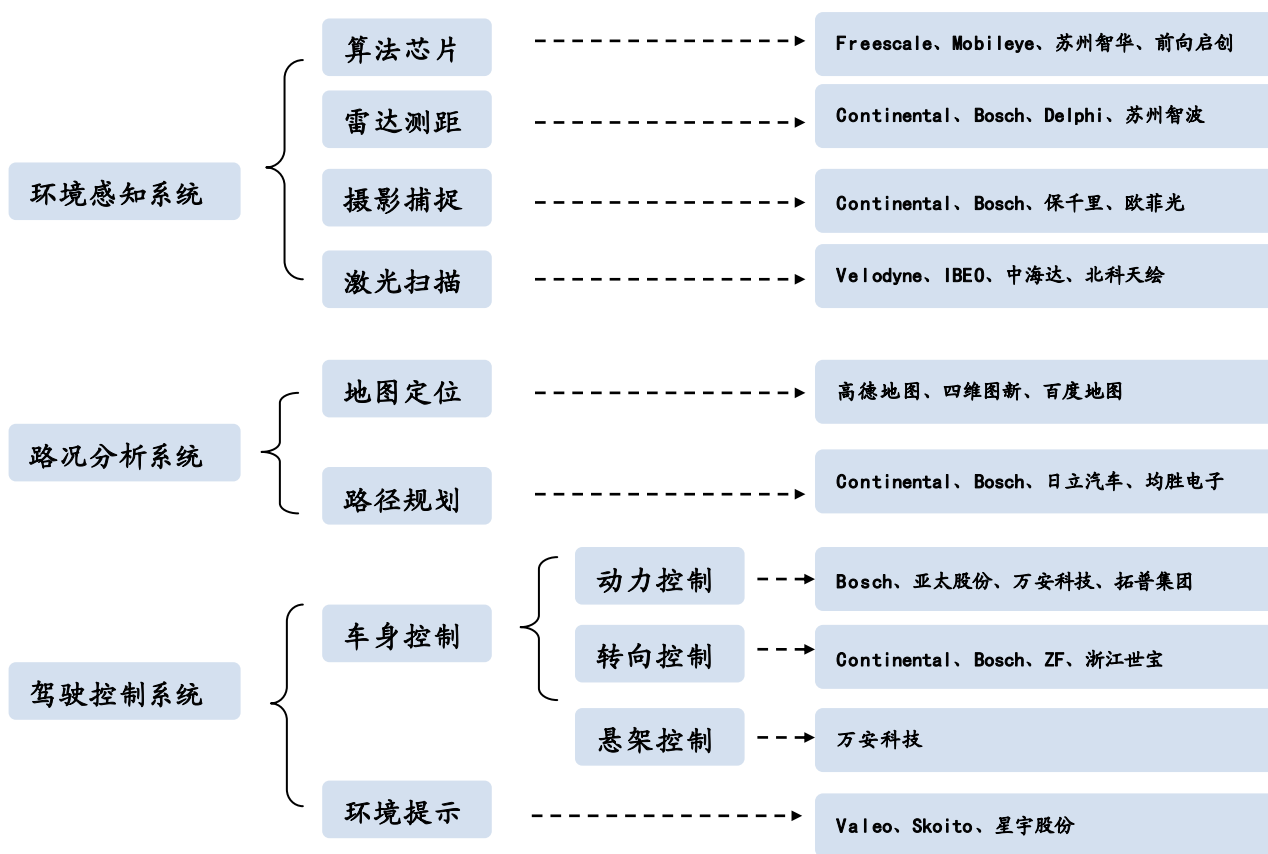 环境感知系统
算法芯片
Freescale、Mobileye、苏州智华、前向启创
雷达测距
Continental、Bosch、Delphi、苏州智波
摄影捕捉
Continental、Bosch、保千里、欧菲光
激光扫描
Velodyne、IBEO、中海达、北科天绘
路况分析系统
地图定位
高德地图、四维图新、百度地图
路径规划
Continental、Bosch、日立汽车、均胜电子
驾驶控制系统
车身控制
动力控制
Bosch、亚太股份、万安科技、拓普集团
转向控制
Continental、Bosch、ZF、浙江世宝
悬架控制
万安科技
环境提示
Valeo、Skoito、星宇股份